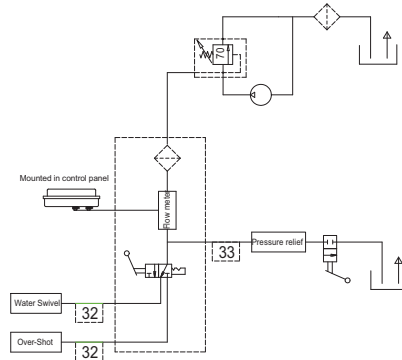 70
Mounted in control panel
Flow meter
33
Pressure relief
Water Swivel
32
Over-Shot
32